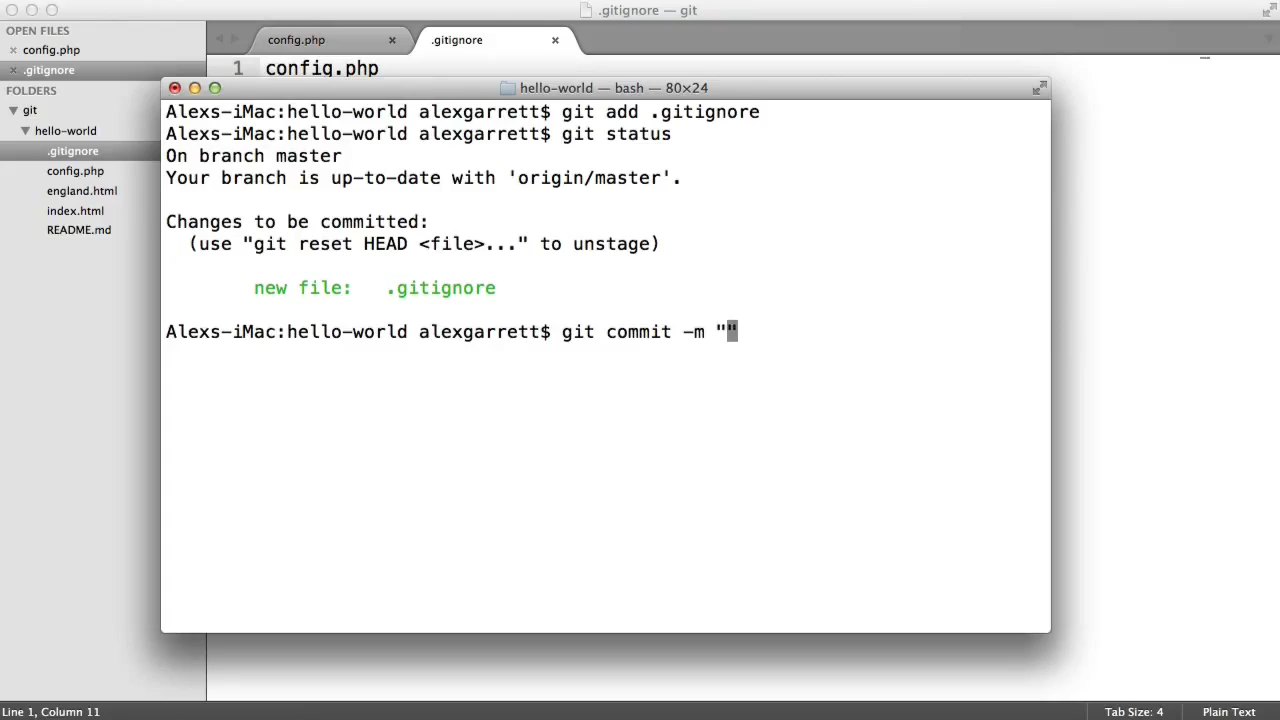 .gitignore — git
OPEN FILES
config.php
.gitignore
FOLDERS
git
hello-world
.gitignore
config.php
england.html
index.html
README.md
config.php
.gitignore
1 config.php
hello-world — bash — 80×24
Alexs-iMac:hello-world alexgarrett$ git add .gitignore
Alexs-iMac:hello-world alexgarrett$ git status
On branch master
Your branch is up-to-date with 'origin/master'.
Changes to be committed:
(use "git reset HEAD <file>..." to unstage)
new file: .gitignore
Alexs-iMac:hello-world alexgarrett$ git commit -m ""
Line 1, Column 11
Tab Size: 4
Plain Text